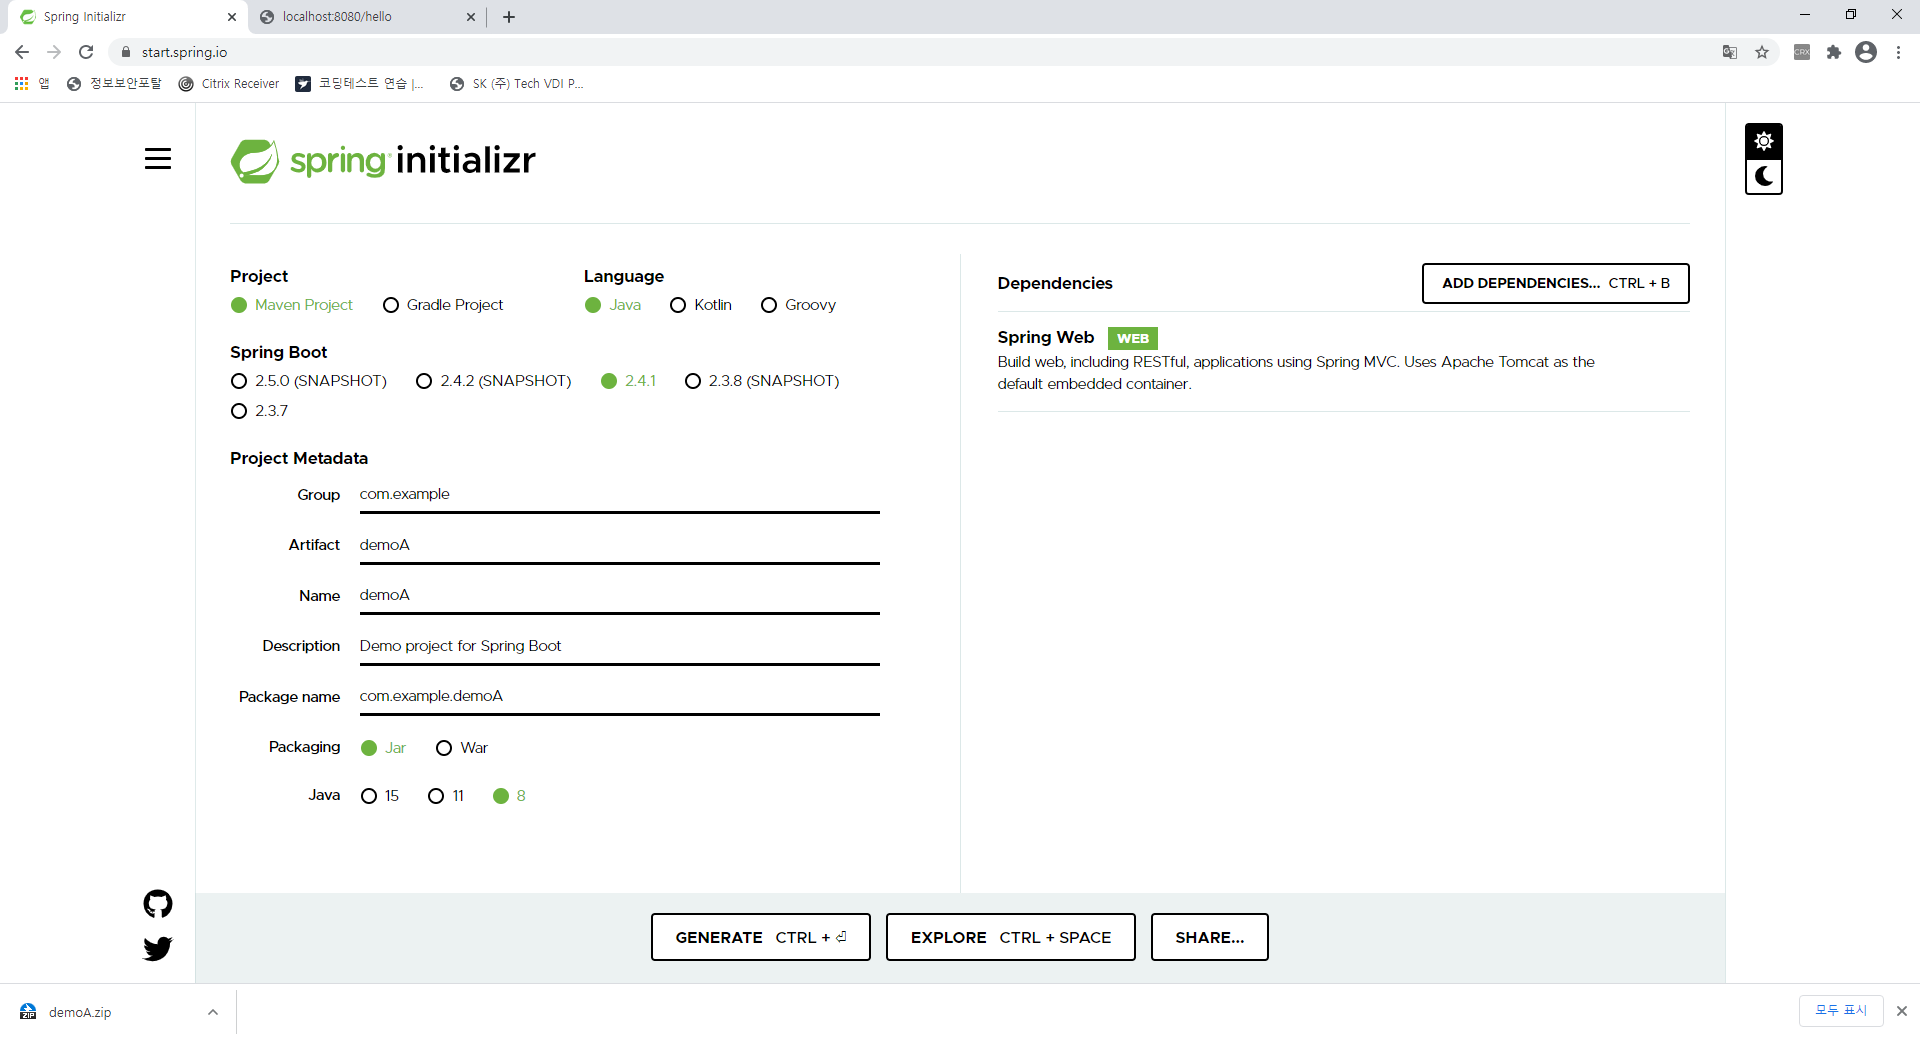 Spring Initializr
localhost:8080/hello
start.spring.io
CRX
앱
정보보안포탈
Citrix Receiver
코딩테스트 연습 |...
SK (주) Tech VDI P...
spring initializr
Project
Maven Project
Gradle Project
Language
Java
Kotlin
Groovy
Spring Boot
2.5.0 (SNAPSHOT)
2.4.2 (SNAPSHOT)
2.4.1
2.3.8 (SNAPSHOT)
2.3.7
Project Metadata
Group
com.example
Artifact
demoA
Name
demoA
Description
Demo project for Spring Boot
Package name
com.example.demoA
Packaging
Jar
War
Java
15
11
8
Dependencies
ADD DEPENDENCIES... CTRL + B
Spring Web WEB
Build web, including RESTful, applications using Spring MVC. Uses Apache Tomcat as the
default embedded container.
GENERATE CTRL + ⏎
EXPLORE CTRL + SPACE
SHARE...
ZIP
demoA.zip
모두 표시